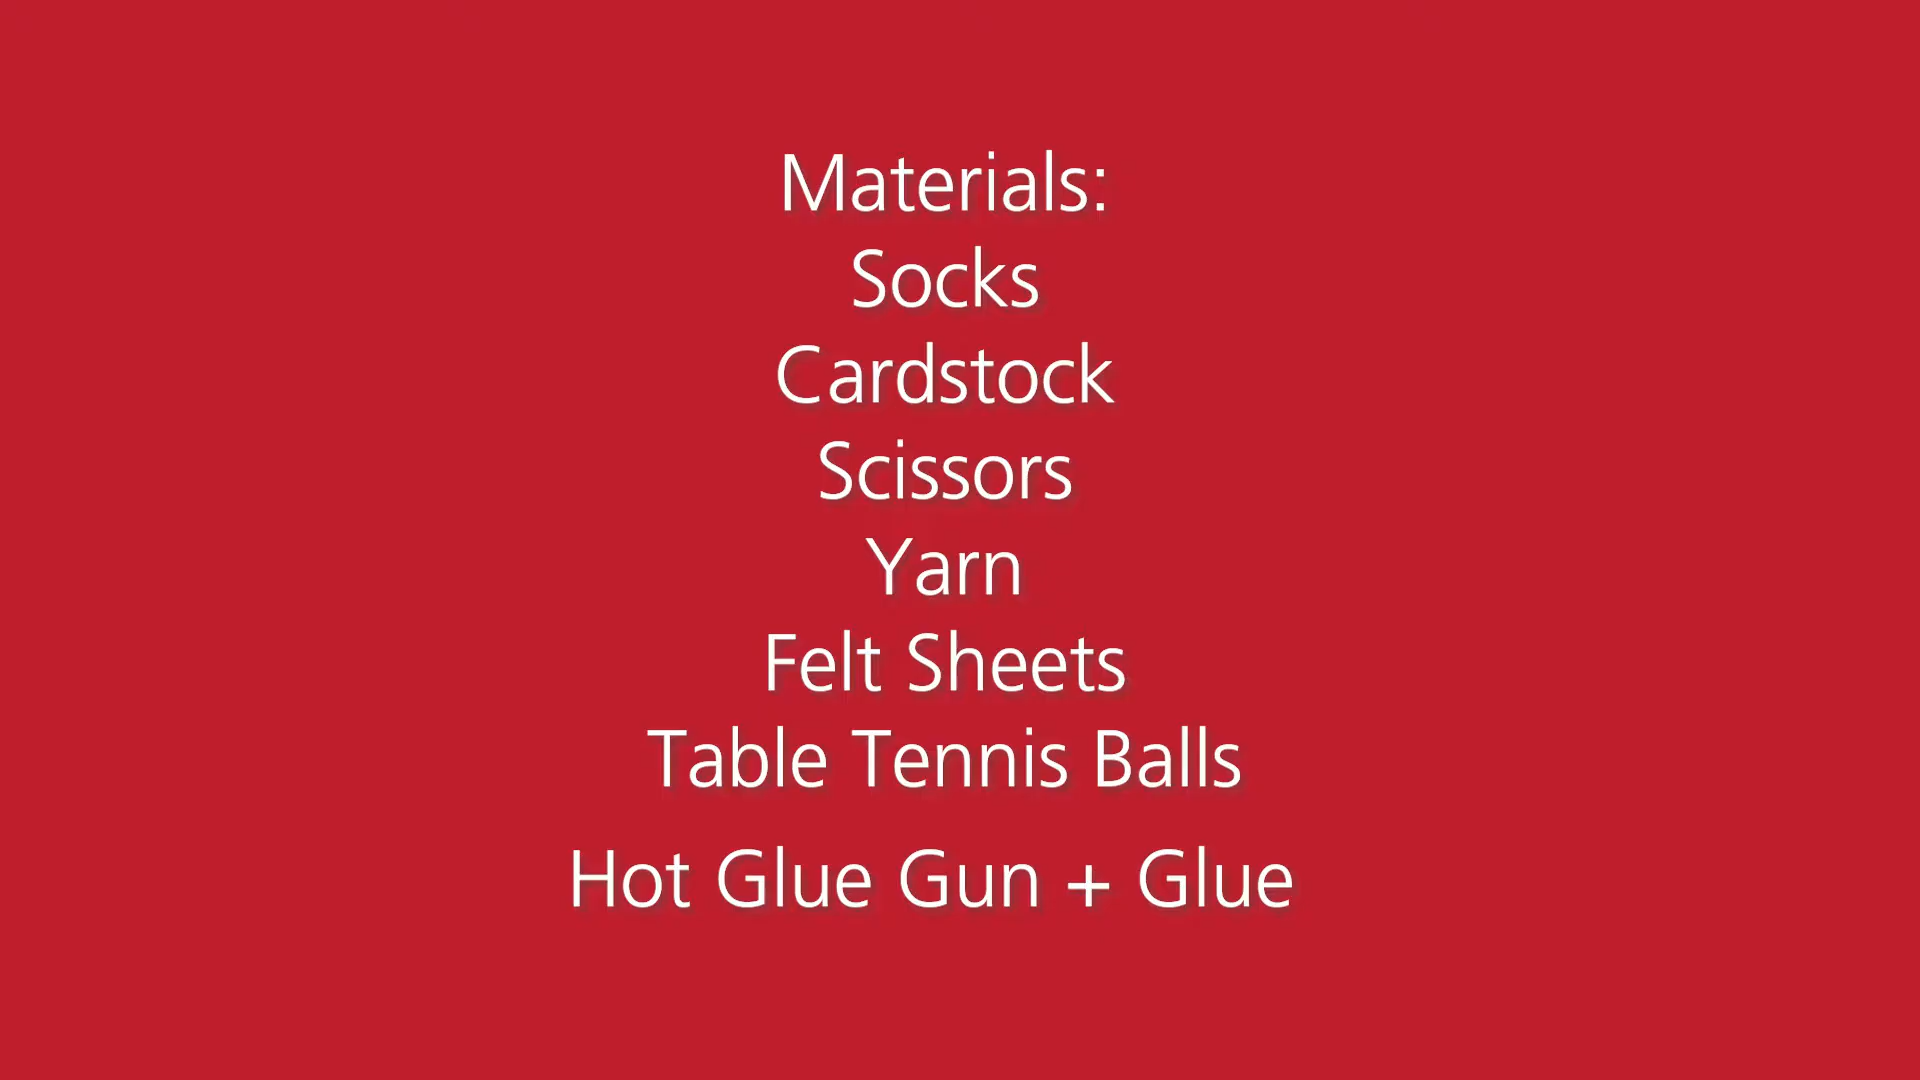 Materials:
Socks
Cardstock
Scissors
Yarn
Felt Sheets
Table Tennis Balls
Hot Glue Gun + Glue